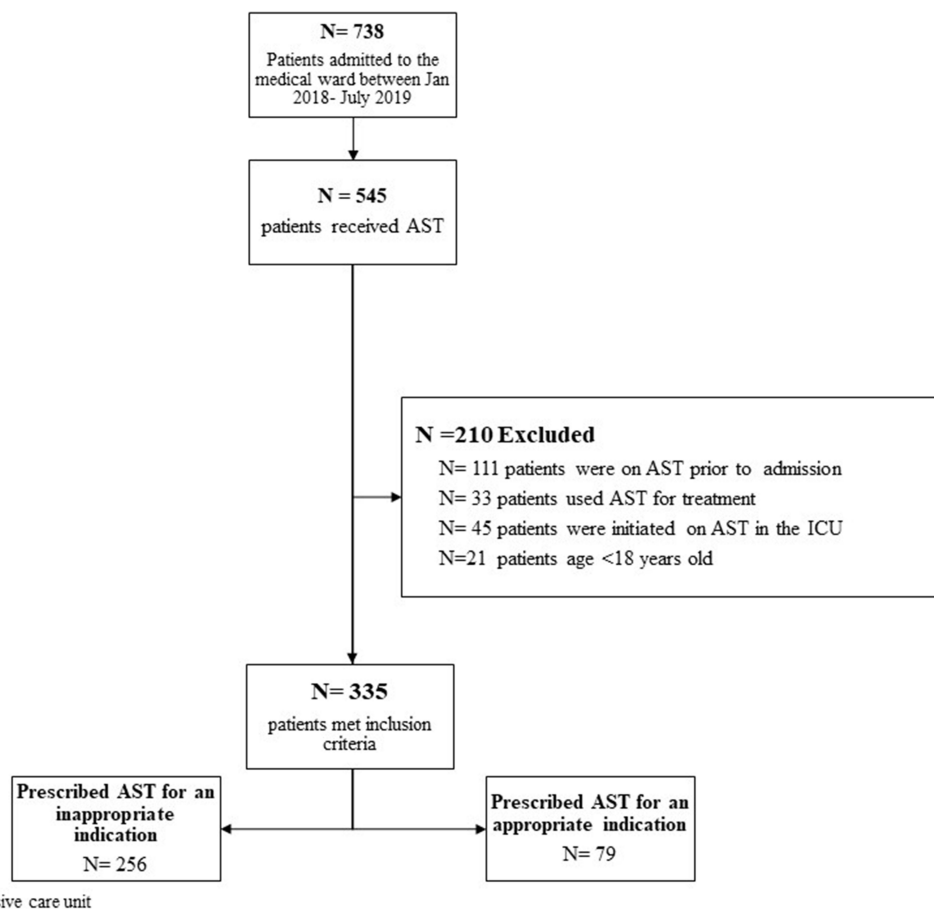 N= 738
Patients admitted to the
medical ward between Jan
2018- July 2019
N = 545
patients received AST
N =210 Excluded
N= 111 patients were on AST prior to admission
N= 33 patients used AST for treatment
N= 45 patients were initiated on AST in the ICU
N=21 patients age <18 years old
N= 335
patients met inclusion
criteria
Prescribed AST for an
inappropriate
indication
N= 256
Prescribed AST for an
appropriate indication
N= 79
sive care unit